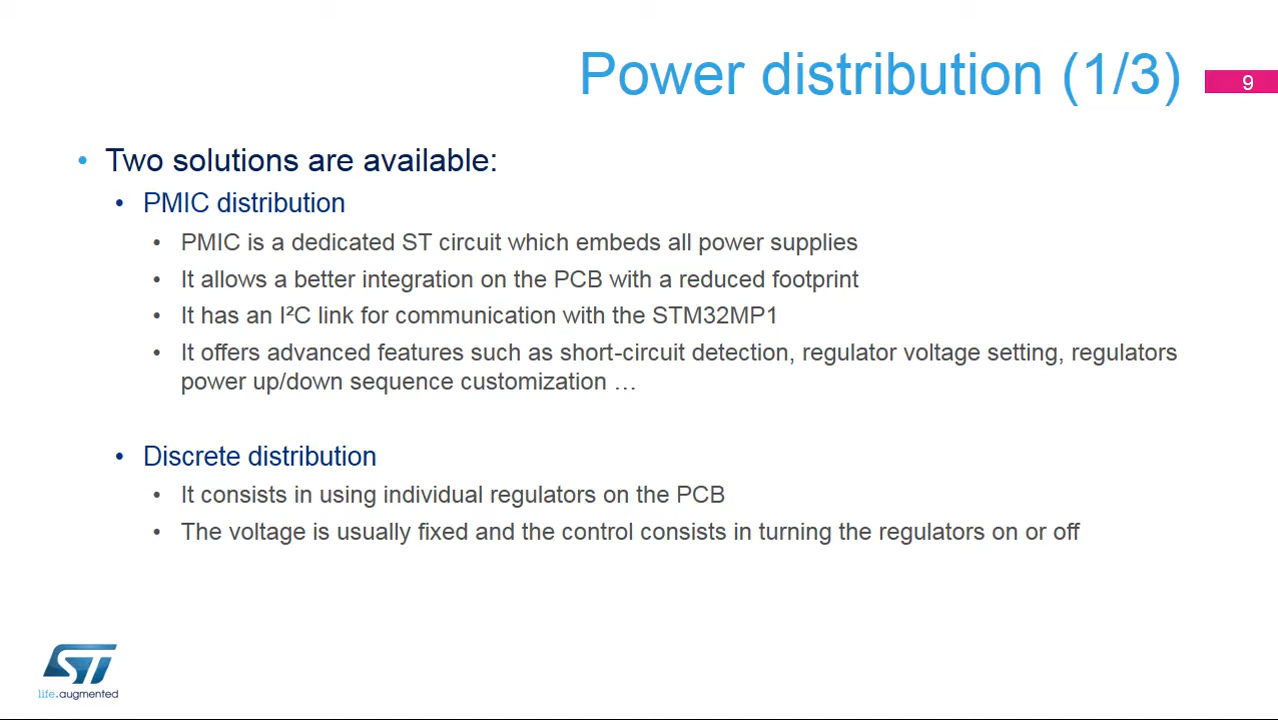 Power distribution (1/3)
9
• Two solutions are available:
• PMIC distribution
• PMIC is a dedicated ST circuit which embeds all power supplies
• It allows a better integration on the PCB with a reduced footprint
• It has an I²C link for communication with the STM32MP1
• It offers advanced features such as short-circuit detection, regulator voltage setting, regulators
power up/down sequence customization …
• Discrete distribution
• It consists in using individual regulators on the PCB
• The voltage is usually fixed and the control consists in turning the regulators on or off
ST
life.augmented